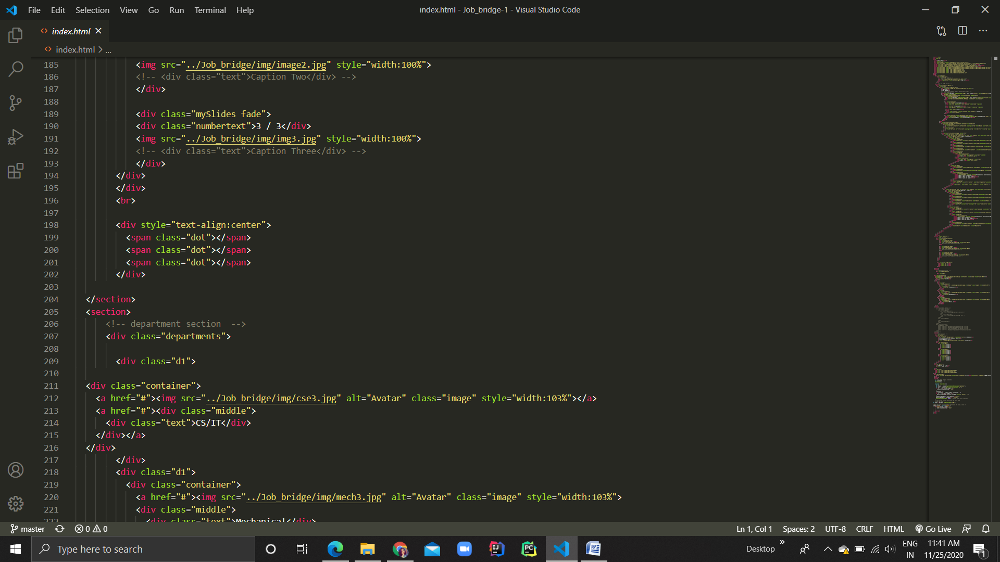 File Edit Selection View Go Run Terminal Help
index.html - Job_bridge-1 - Visual Studio Code
index.html
index.html > ...
185 <img src="../Job_bridge/img/image2.jpg" style="width:100%">
186 <!-- <div class="text">Caption Two</div> -->
187 </div>
188
189 <div class="mySlides fade">
190 <div class="numbertext">3 / 3</div>
191 <img src="../Job_bridge/img/img3.jpg" style="width:100%">
192 <!-- <div class="text">Caption Three</div> -->
193 </div>
194 </div>
195 </div>
196 <br>
197
198 <div style="text-align:center">
199 <span class="dot"></span>
200 <span class="dot"></span>
201 <span class="dot"></span>
202 </div>
203
204 </section>
205 <section>
206 <!-- department section  -->
207 <div class="departments">
208
209 <div class="d1">
210
211 <div class="container">
212 <a href="#"><img src="../Job_bridge/img/cse3.jpg" alt="Avatar" class="image" style="width:103%"></a>
213 <a href="#"><div class="middle">
214 <div class="text">CS/IT</div>
215 </div></a>
216 </div>
217 </div>
218 <div class="d1">
219 <div class="container">
220 <a href="#"><img src="../Job_bridge/img/mech3.jpg" alt="Avatar" class="image" style="width:103%">
221 <div class="middle">
222 <div class="text">Mechanical</div>
master 0 0 Ln 1, Col 1 Spaces: 2 UTF-8 CRLF HTML Go Live
Type here to search
Desktop
ENG
IN
11:41 AM
11/25/2020
1